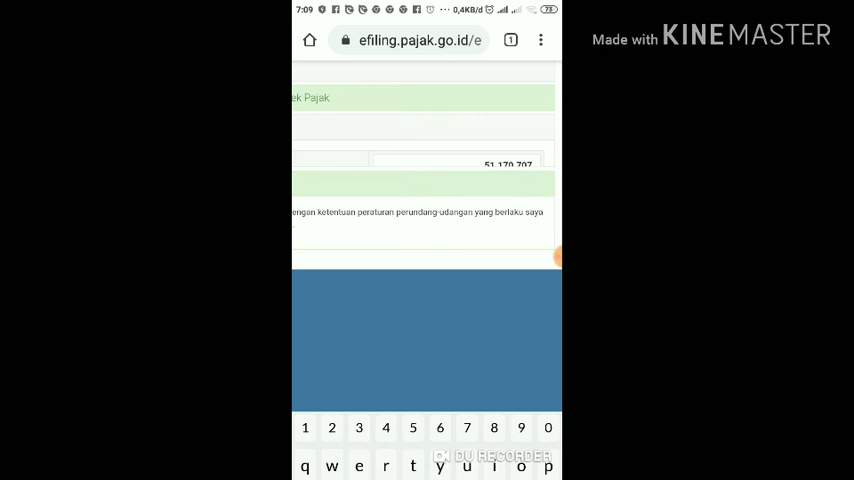 7:09 0,4KB/d 73
Made with KINEMASTER
efiling.pajak.go.id/e 1
ek Pajak
51.170.707
engan ketentuan peraturan perundang-udangan yang berlaku saya
1 2 3 4 5 6 7 8 9 0
DU RECORDER
q w e r t y u i o p